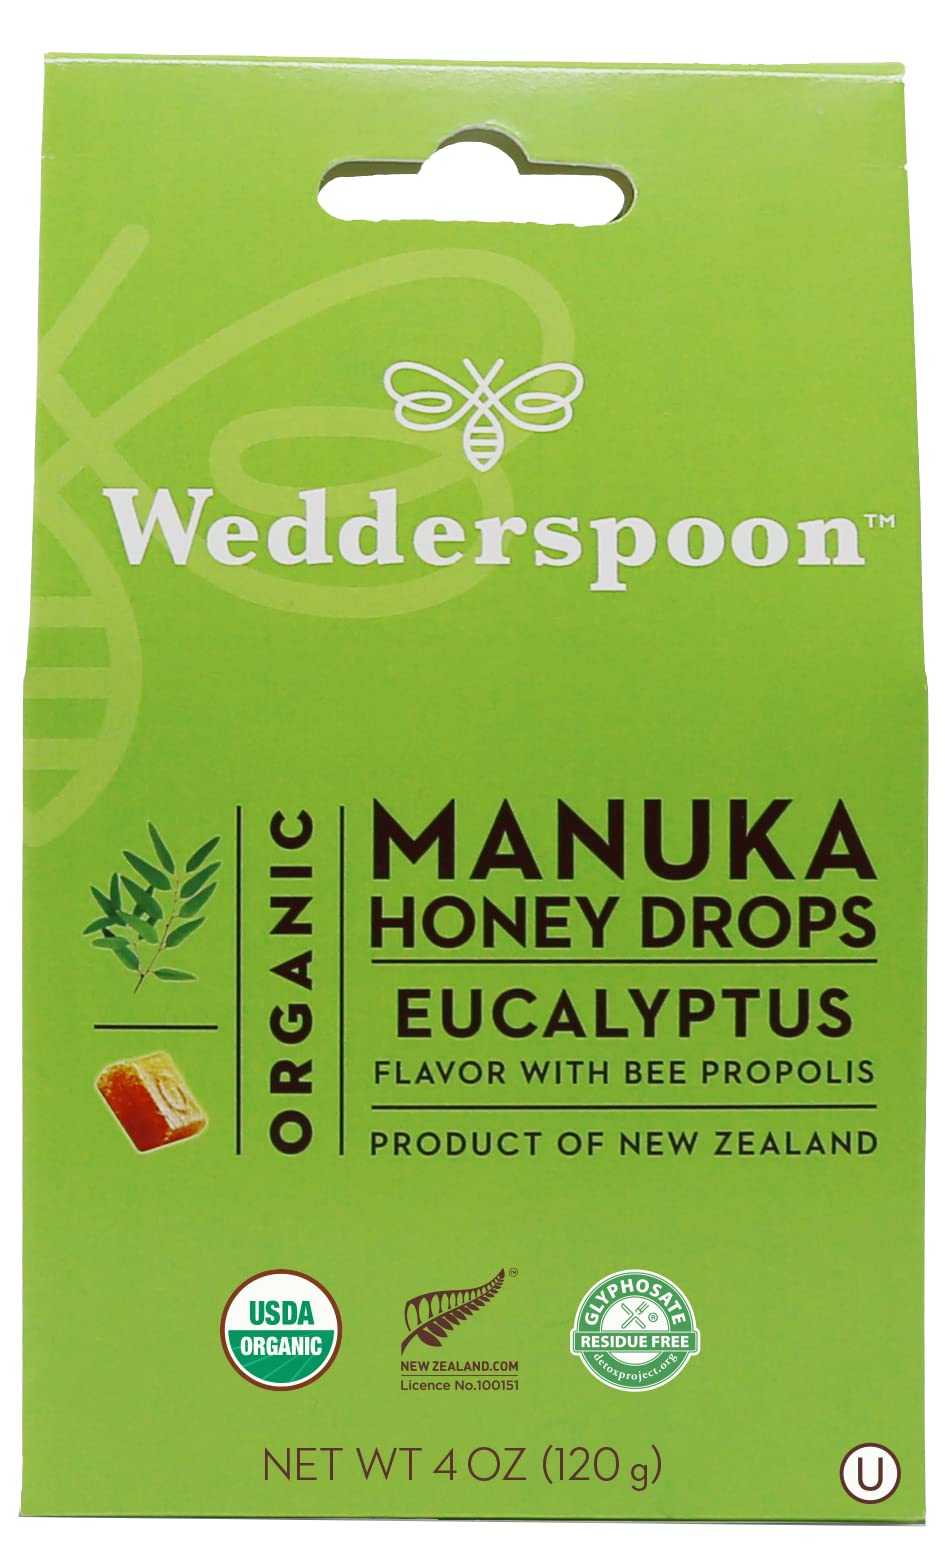 Wedderspoon™
ORGANIC
MANUKA
HONEY DROPS
EUCALYPTUS
FLAVOR WITH BEE PROPOLIS
PRODUCT OF NEW ZEALAND
USDA
ORGANIC
TM
NEW ZEALAND.COM
Licence No.100151
GLYPHOSATE
®
RESIDUE FREE
detoxproject.org
NET WT 4 OZ (120 g)
U